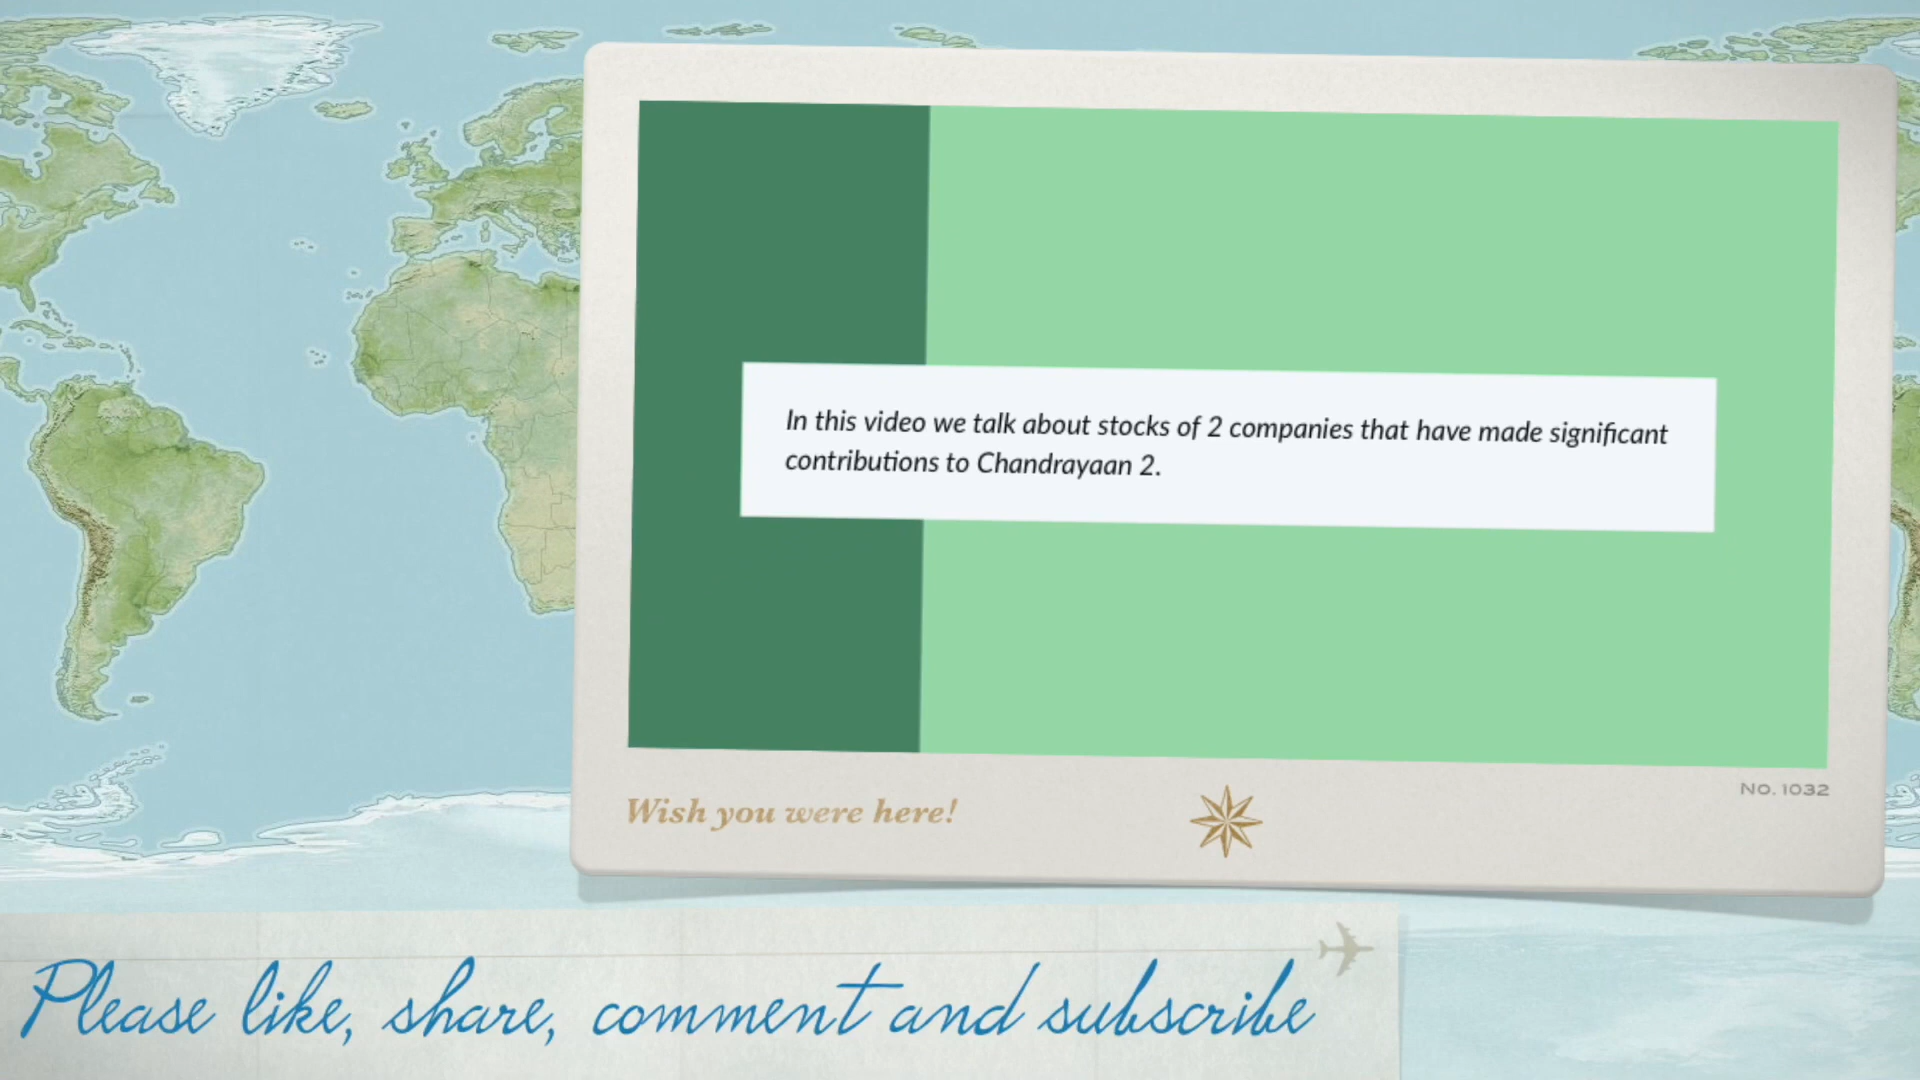 In this video we talk about stocks of 2 companies that have made significant
contributions to Chandrayaan 2.
NO. 1032
Wish you were here!
Please like, share, comment and subscribe